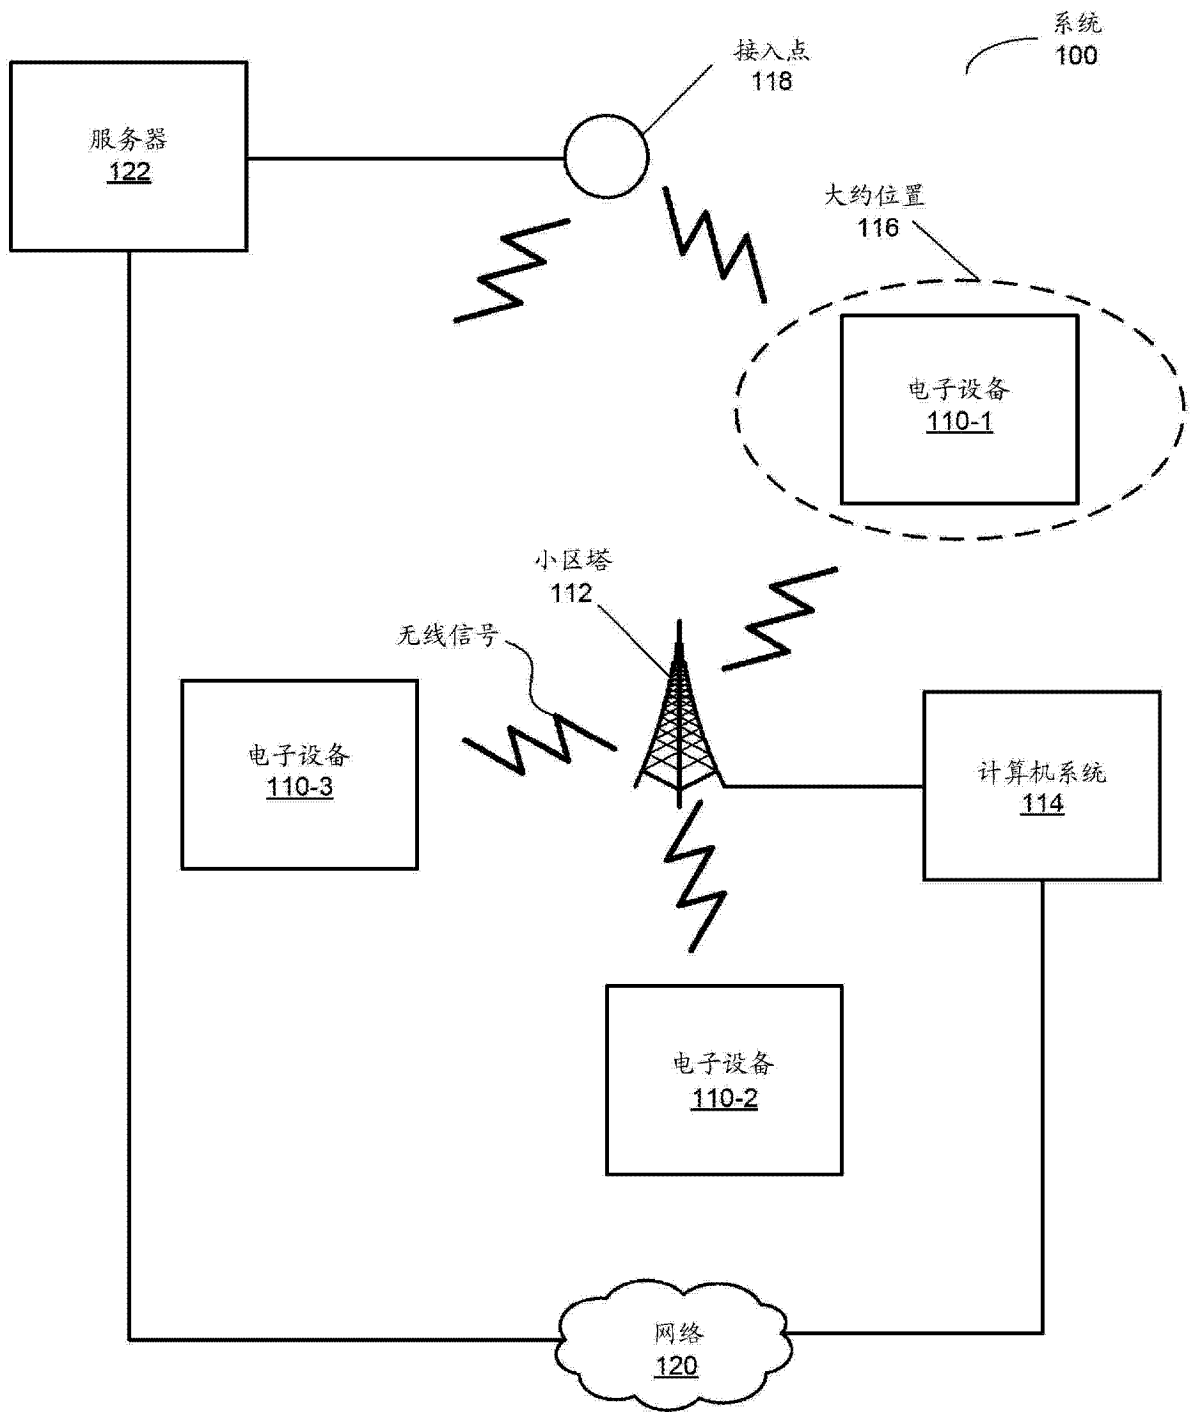 系统
100
接入点
118
服务器
122
大约位置
116
电子设备
110-1
小区塔
112
无线信号
电子设备
110-3
计算机系统
114
电子设备
110-2
网络
120